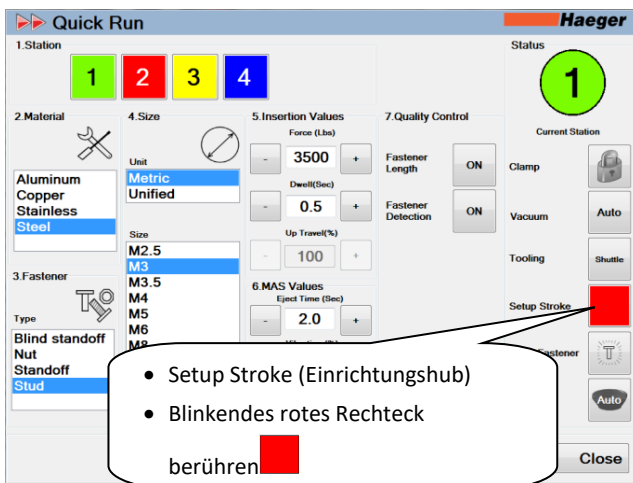 Quick Run
Haeger
1.Station
1
2
3
4
Status
1
Current Station
2.Material
Aluminum
Copper
Stainless
Steel
3.Fastener
Type
Blind standoff
Nut
Standoff
Stud
4.Size
Unit
Metric
Unified
Size
M2.5
M3
M3.5
M4
M5
M6
M8
5.Insertion Values
Force (Lbs)
- 3500 +
Dwell(Sec)
- 0.5 +
Up Travel(%)
- 100 +
6.MAS Values
Eject Time (Sec)
- 2.0 +
7.Quality Control
Fastener
Length
ON
Fastener
Detection
ON
Clamp
Vacuum
Auto
Tooling
Shuttle
Setup Stroke
Fastener
T
Auto
Close
• Setup Stroke (Einrichtungshub)
• Blinkendes rotes Rechteck
berühren